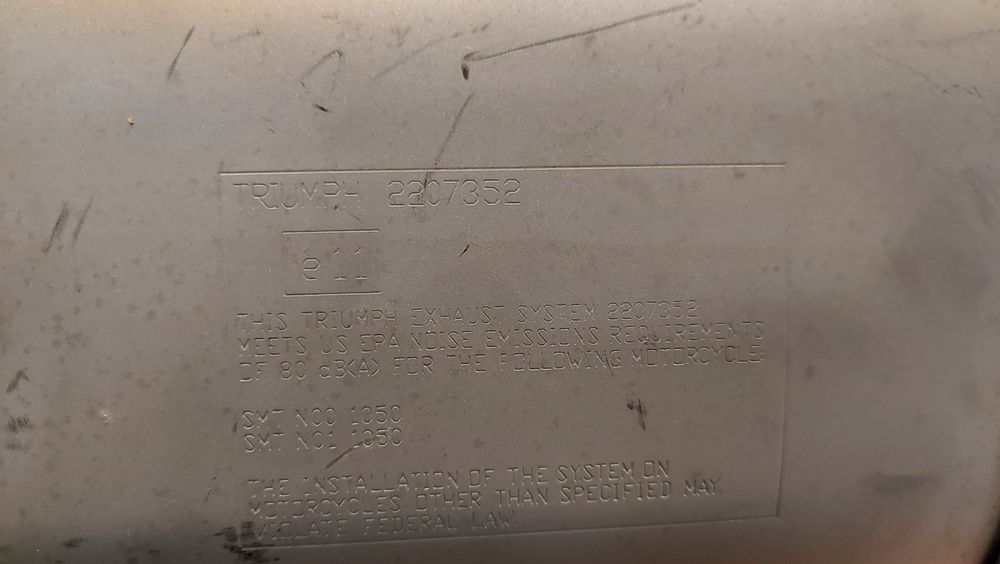 TRIUMPH 2207352
e11
THIS TRIUMPH EXHAUST SYSTEM 2207352
MEETS US EPA NOISE EMISSIONS REQUIREMENTS
OF 80 dB(A) FOR THE FOLLOWING MOTORCYCLE:
SMT N00 1050
SMT N01 1050
THE INSTALLATION OF THE SYSTEM ON
MOTORCYCLES OTHER THAN SPECIFIED MAY
VIOLATE FEDERAL LAW.